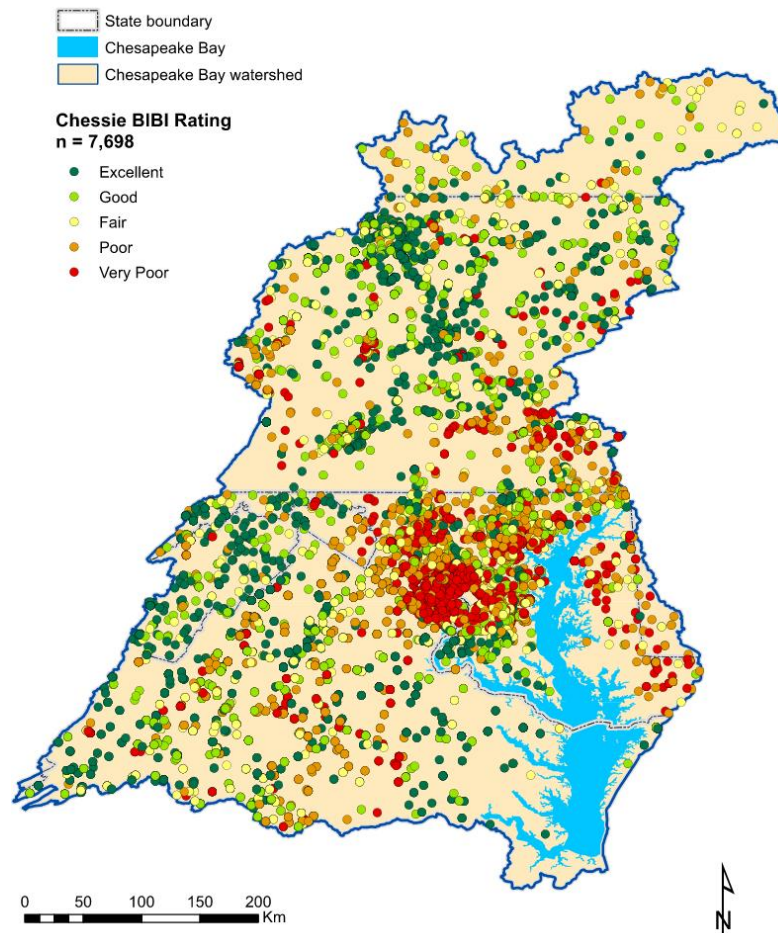 State boundary
Chesapeake Bay
Chesapeake Bay watershed
Chessie BIBI Rating
n = 7,698
Excellent
Good
Fair
Poor
Very Poor
0 50 100 150 200
Km
N